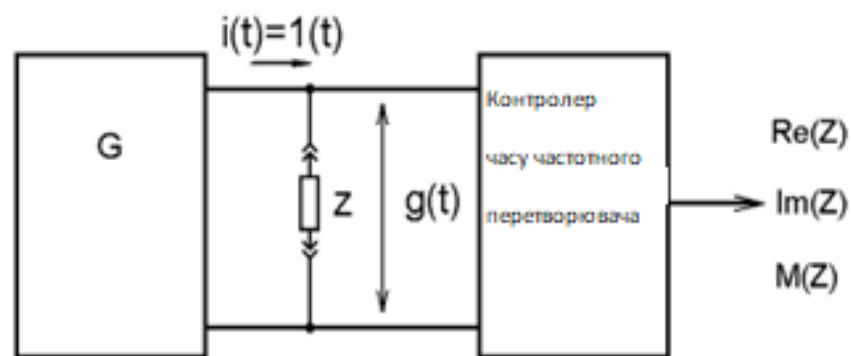 i(t)=1(t)
G
z
g(t)
Контролер
часу частотного
перетворювача
Re(Z)
Im(Z)
M(Z)